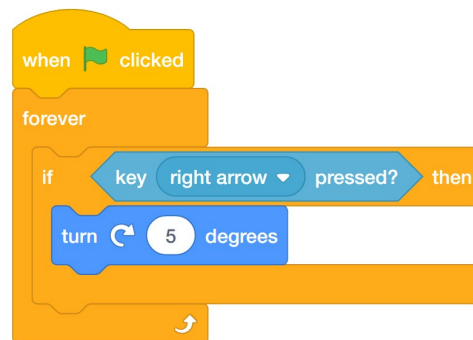 when clicked
forever
if key right arrow pressed? then
turn 5 degrees